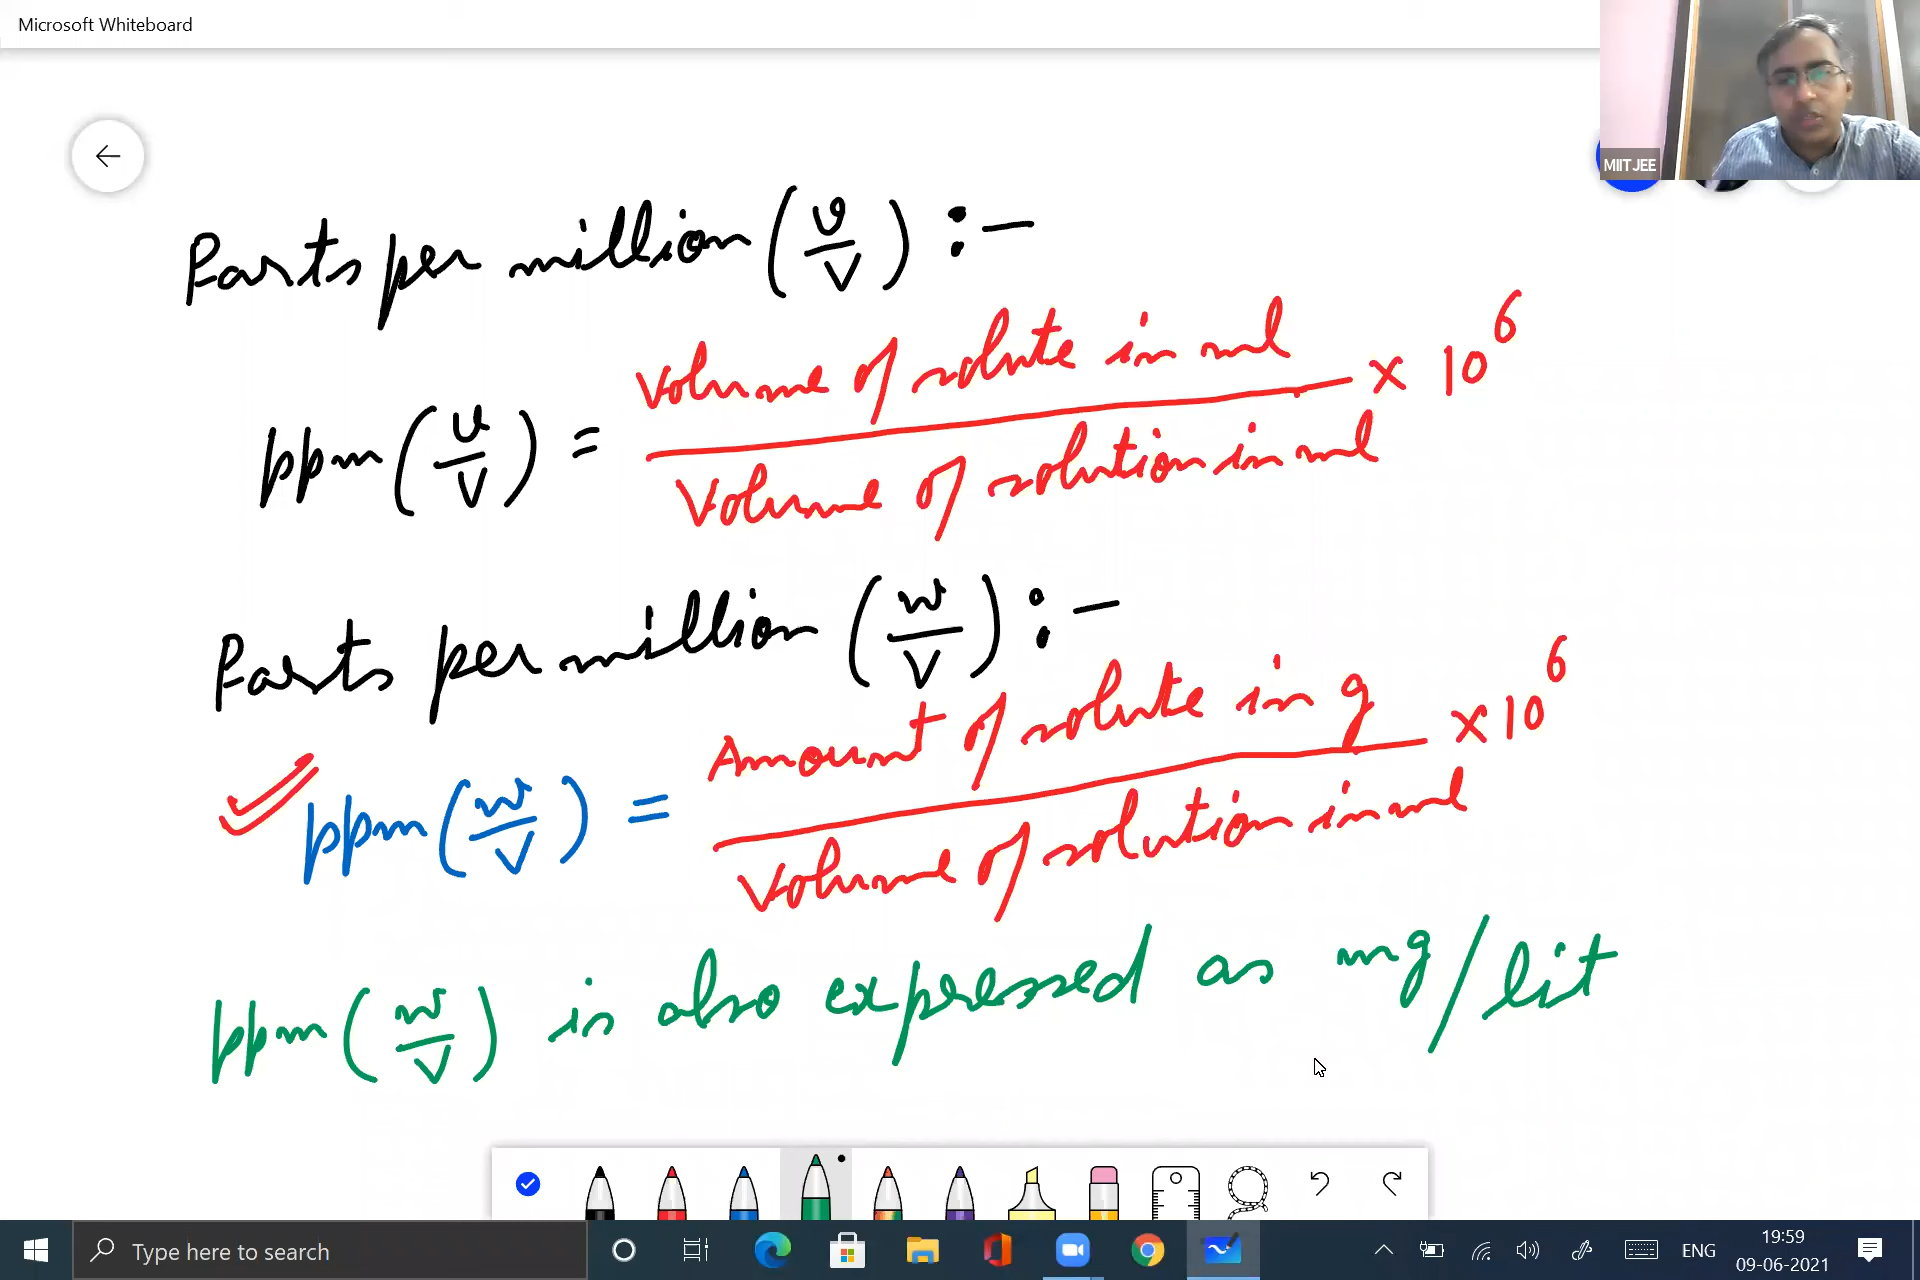 Microsoft Whiteboard
MIIT JEE
Parts per million (v/V) :-
ppm (v/V) = Volume of solute in ml / Volume of solution in ml × 10^6
Parts per million (w/V) :-
ppm (w/V) = Amount of solute in g / Volume of solution in ml × 10^6
ppm (w/V) is also expressed as mg/lit
Type here to search
ENG
19:59
09-06-2021